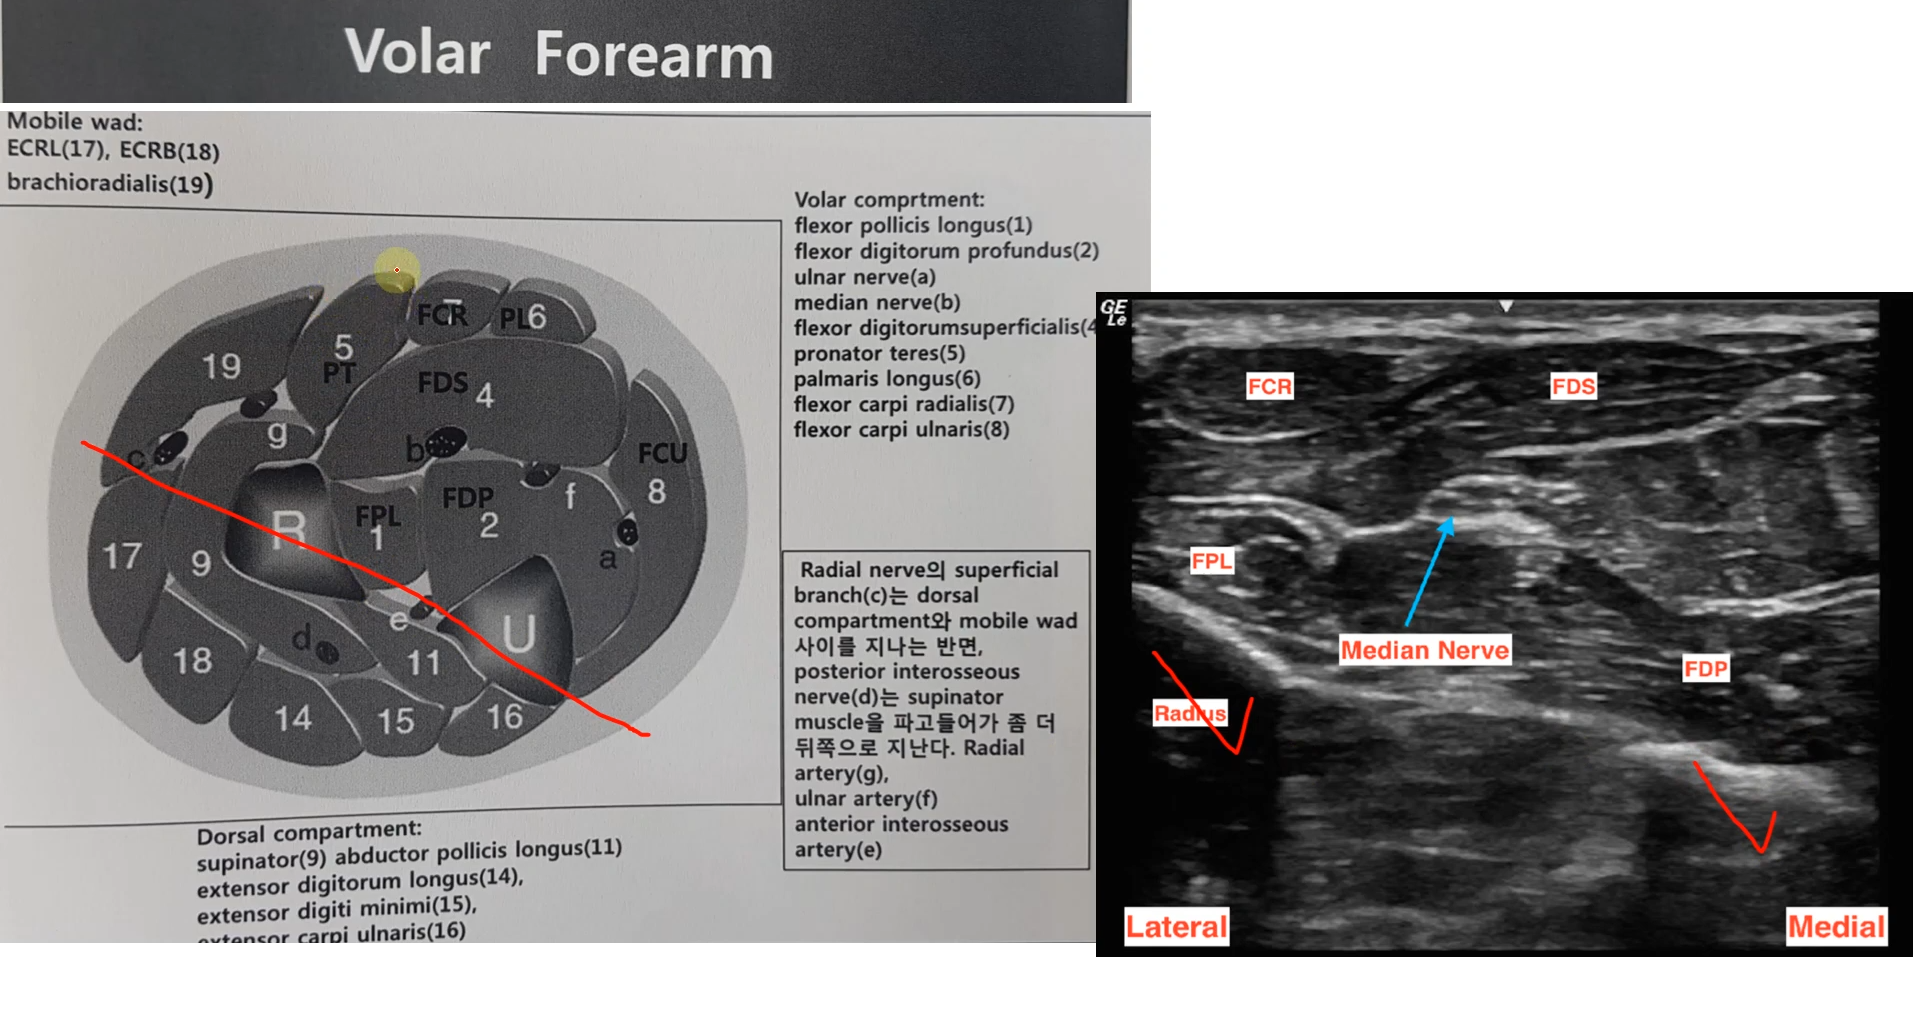 Volar Forearm
Mobile wad:
ECRL(17), ECRB(18)
brachioradialis(19)
19
5
PT
FCR
7
PL6
FDS 4
g
b
c
FCU
8
R
FPL
1
FDP
2
f
a
17
9
e
U
d
18
11
14
15
16
Volar comprtment:
flexor pollicis longus(1)
flexor digitorum profundus(2)
ulnar nerve(a)
median nerve(b)
flexor digitorumsuperficialis(4
pronator teres(5)
palmaris longus(6)
flexor carpi radialis(7)
flexor carpi ulnaris(8)
Radial nerve의 superficial
branch(c)는 dorsal
compartment와 mobile wad
사이를 지나는 반면,
posterior interosseous
nerve(d)는 supinator
muscle을 파고들어가 좀 더
뒤쪽으로 지난다. Radial
artery(g),
ulnar artery(f)
anterior interosseous
artery(e)
Dorsal compartment:
supinator(9) abductor pollicis longus(11)
extensor digitorum longus(14),
extensor digiti minimi(15),
extensor carpi ulnaris(16)
GE
Le
FCR
FDS
FPL
Median Nerve
FDP
Radius
Lateral
Medial